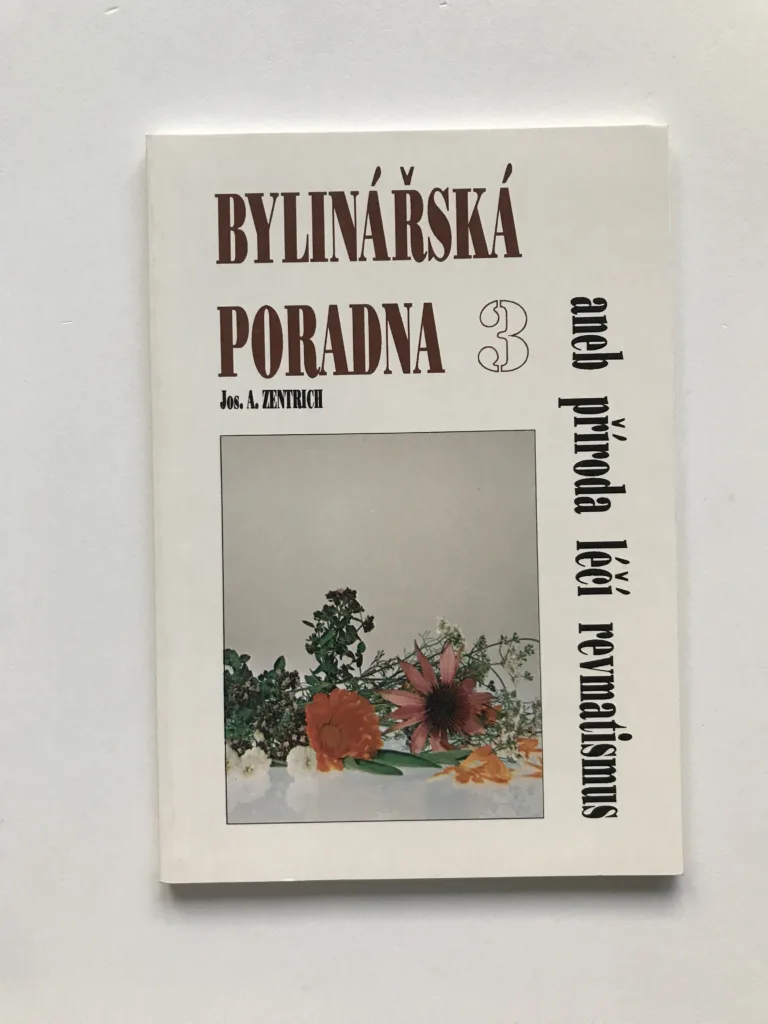 BYLINÁŘSKÁ
PORADNA 3
Jos. A. ZENTRICH
aneb příroda léčí revmatismus